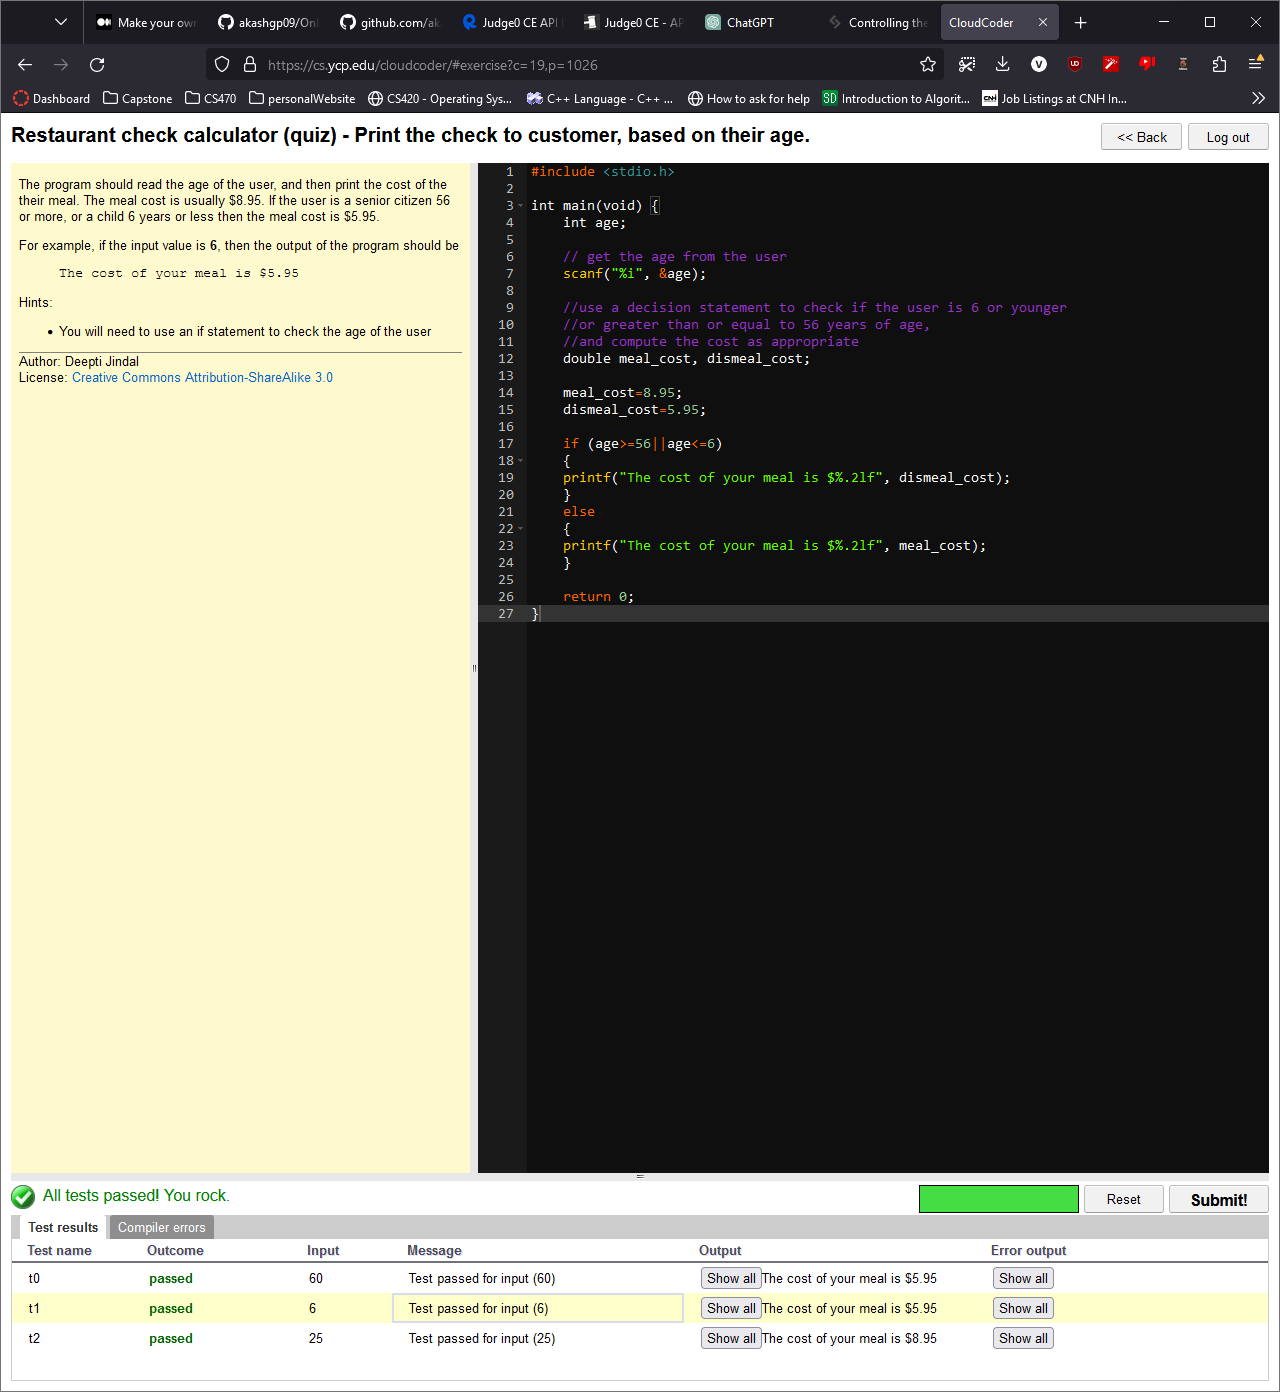 Make your own
akashgp09/Onl
github.com/ak
Judge0 CE API
Judge0 CE - AP
ChatGPT
Controlling the
CloudCoder
https://cs.ycp.edu/cloudcoder/#exercise?c=19,p=1026
Dashboard
Capstone
CS470
personalWebsite
CS420 - Operating Sys...
C++ Language - C++ ...
How to ask for help
SD Introduction to Algorit...
CNH Job Listings at CNH In...
Restaurant check calculator (quiz) - Print the check to customer, based on their age.
<< Back
Log out
The program should read the age of the user, and then print the cost of the
their meal. The meal cost is usually $8.95. If the user is a senior citizen 56
or more, or a child 6 years or less then the meal cost is $5.95.
For example, if the input value is 6, then the output of the program should be
The cost of your meal is $5.95
Hints:
• You will need to use an if statement to check the age of the user
Author: Deepti Jindal
License: Creative Commons Attribution-ShareAlike 3.0
1 #include <stdio.h>
2
3 int main(void) {
4 int age;
5
6 // get the age from the user
7 scanf("%i", &age);
8
9 //use a decision statement to check if the user is 6 or younger
10 //or greater than or equal to 56 years of age,
11 //and compute the cost as appropriate
12 double meal_cost, dismeal_cost;
13
14 meal_cost=8.95;
15 dismeal_cost=5.95;
16
17 if (age>=56||age<=6)
18 {
19 printf("The cost of your meal is $%.2lf", dismeal_cost);
20 }
21 else
22 {
23 printf("The cost of your meal is $%.2lf", meal_cost);
24 }
25
26 return 0;
27 }
All tests passed! You rock.
Reset
Submit!
Test results
Compiler errors
Test name Outcome Input Message Output Error output
t0 passed 60 Test passed for input (60) Show all The cost of your meal is $5.95 Show all
t1 passed 6 Test passed for input (6) Show all The cost of your meal is $5.95 Show all
t2 passed 25 Test passed for input (25) Show all The cost of your meal is $8.95 Show all